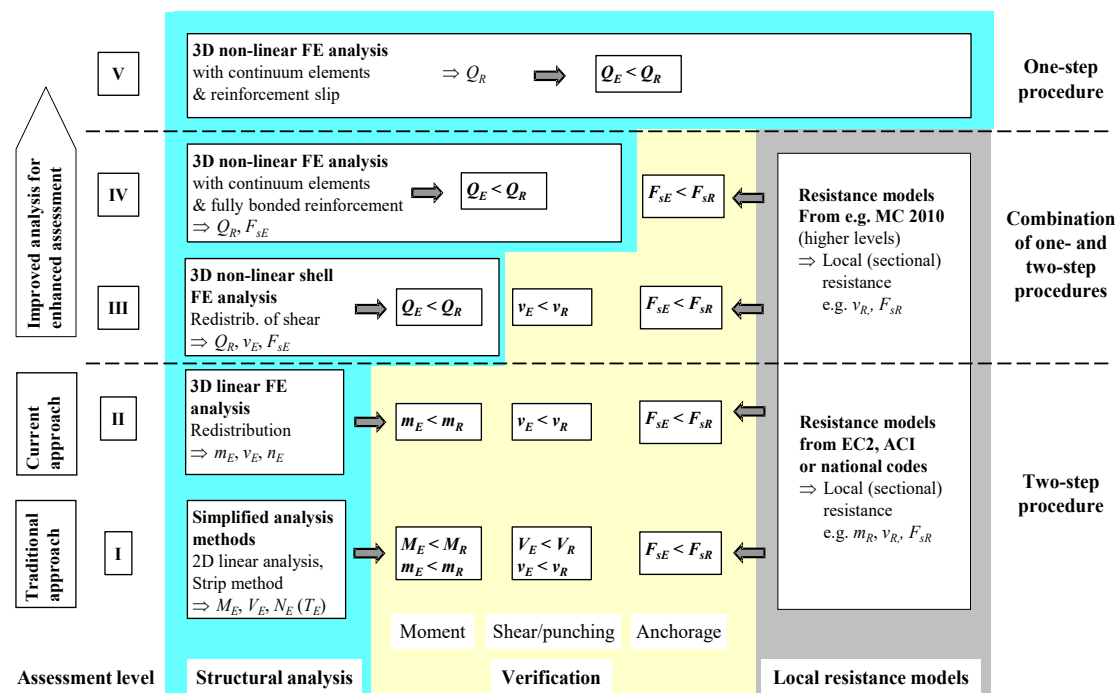 3D non-linear FE analysis
with continuum elements ⇒ Q_R
& reinforcement slip
V
Q_E < Q_R
One-step
procedure
Improved analysis for
enhanced assessment
IV
3D non-linear FE analysis
with continuum elements
& fully bonded reinforcement
⇒ Q_R, F_sE
Q_E < Q_R
F_sE < F_sR
Resistance models
From e.g. MC 2010
(higher levels)
⇒ Local (sectional)
resistance
e.g. v_R,, F_sR
Combination
of one- and
two-step
procedures
III
3D non-linear shell
FE analysis
Redistrib. of shear
⇒ Q_R, v_E, F_sE
Q_E < Q_R
v_E < v_R
F_sE < F_sR
Current
approach
II
3D linear FE
analysis
Redistribution
⇒ m_E, v_E, n_E
m_E < m_R
v_E < v_R
F_sE < F_sR
Resistance models
from EC2, ACI
or national codes
⇒ Local (sectional)
resistance
e.g. m_R, v_R,, F_sR
Two-step
procedure
Traditional
approach
I
Simplified analysis
methods
2D linear analysis,
Strip method
⇒ M_E, V_E, N_E (T_E)
M_E < M_R
m_E < m_R
V_E < V_R
v_E < v_R
F_sE < F_sR
Moment
Shear/punching
Anchorage
Assessment level
Structural analysis
Verification
Local resistance models